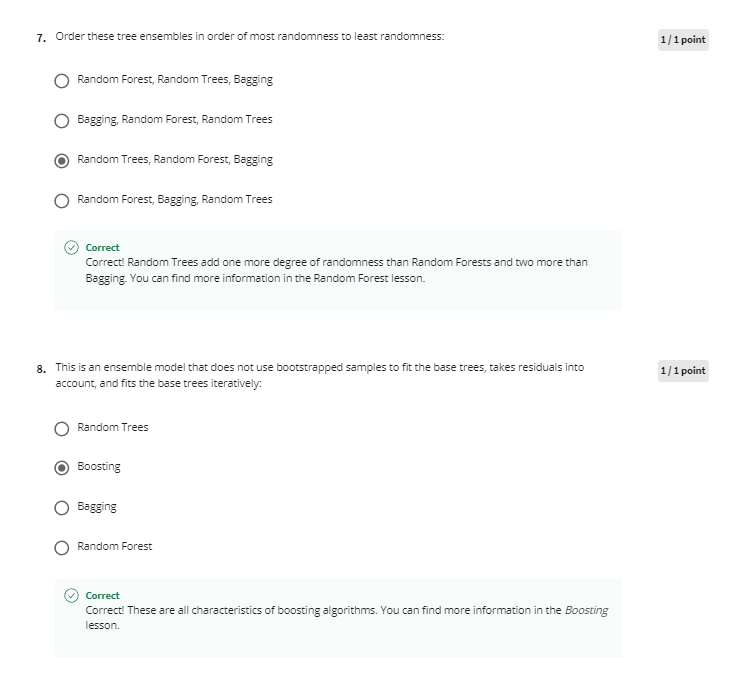 7. Order these tree ensembles in order of most randomness to least randomness:
1 / 1 point
Random Forest, Random Trees, Bagging
Bagging, Random Forest, Random Trees
Random Trees, Random Forest, Bagging
Random Forest, Bagging, Random Trees
Correct
Correct! Random Trees add one more degree of randomness than Random Forests and two more than
Bagging. You can find more information in the Random Forest lesson.
8. This is an ensemble model that does not use bootstrapped samples to fit the base trees, takes residuals into
1 / 1 point
account, and fits the base trees iteratively:
Random Trees
Boosting
Bagging
Random Forest
Correct
Correct! These are all characteristics of boosting algorithms. You can find more information in the Boosting
lesson.